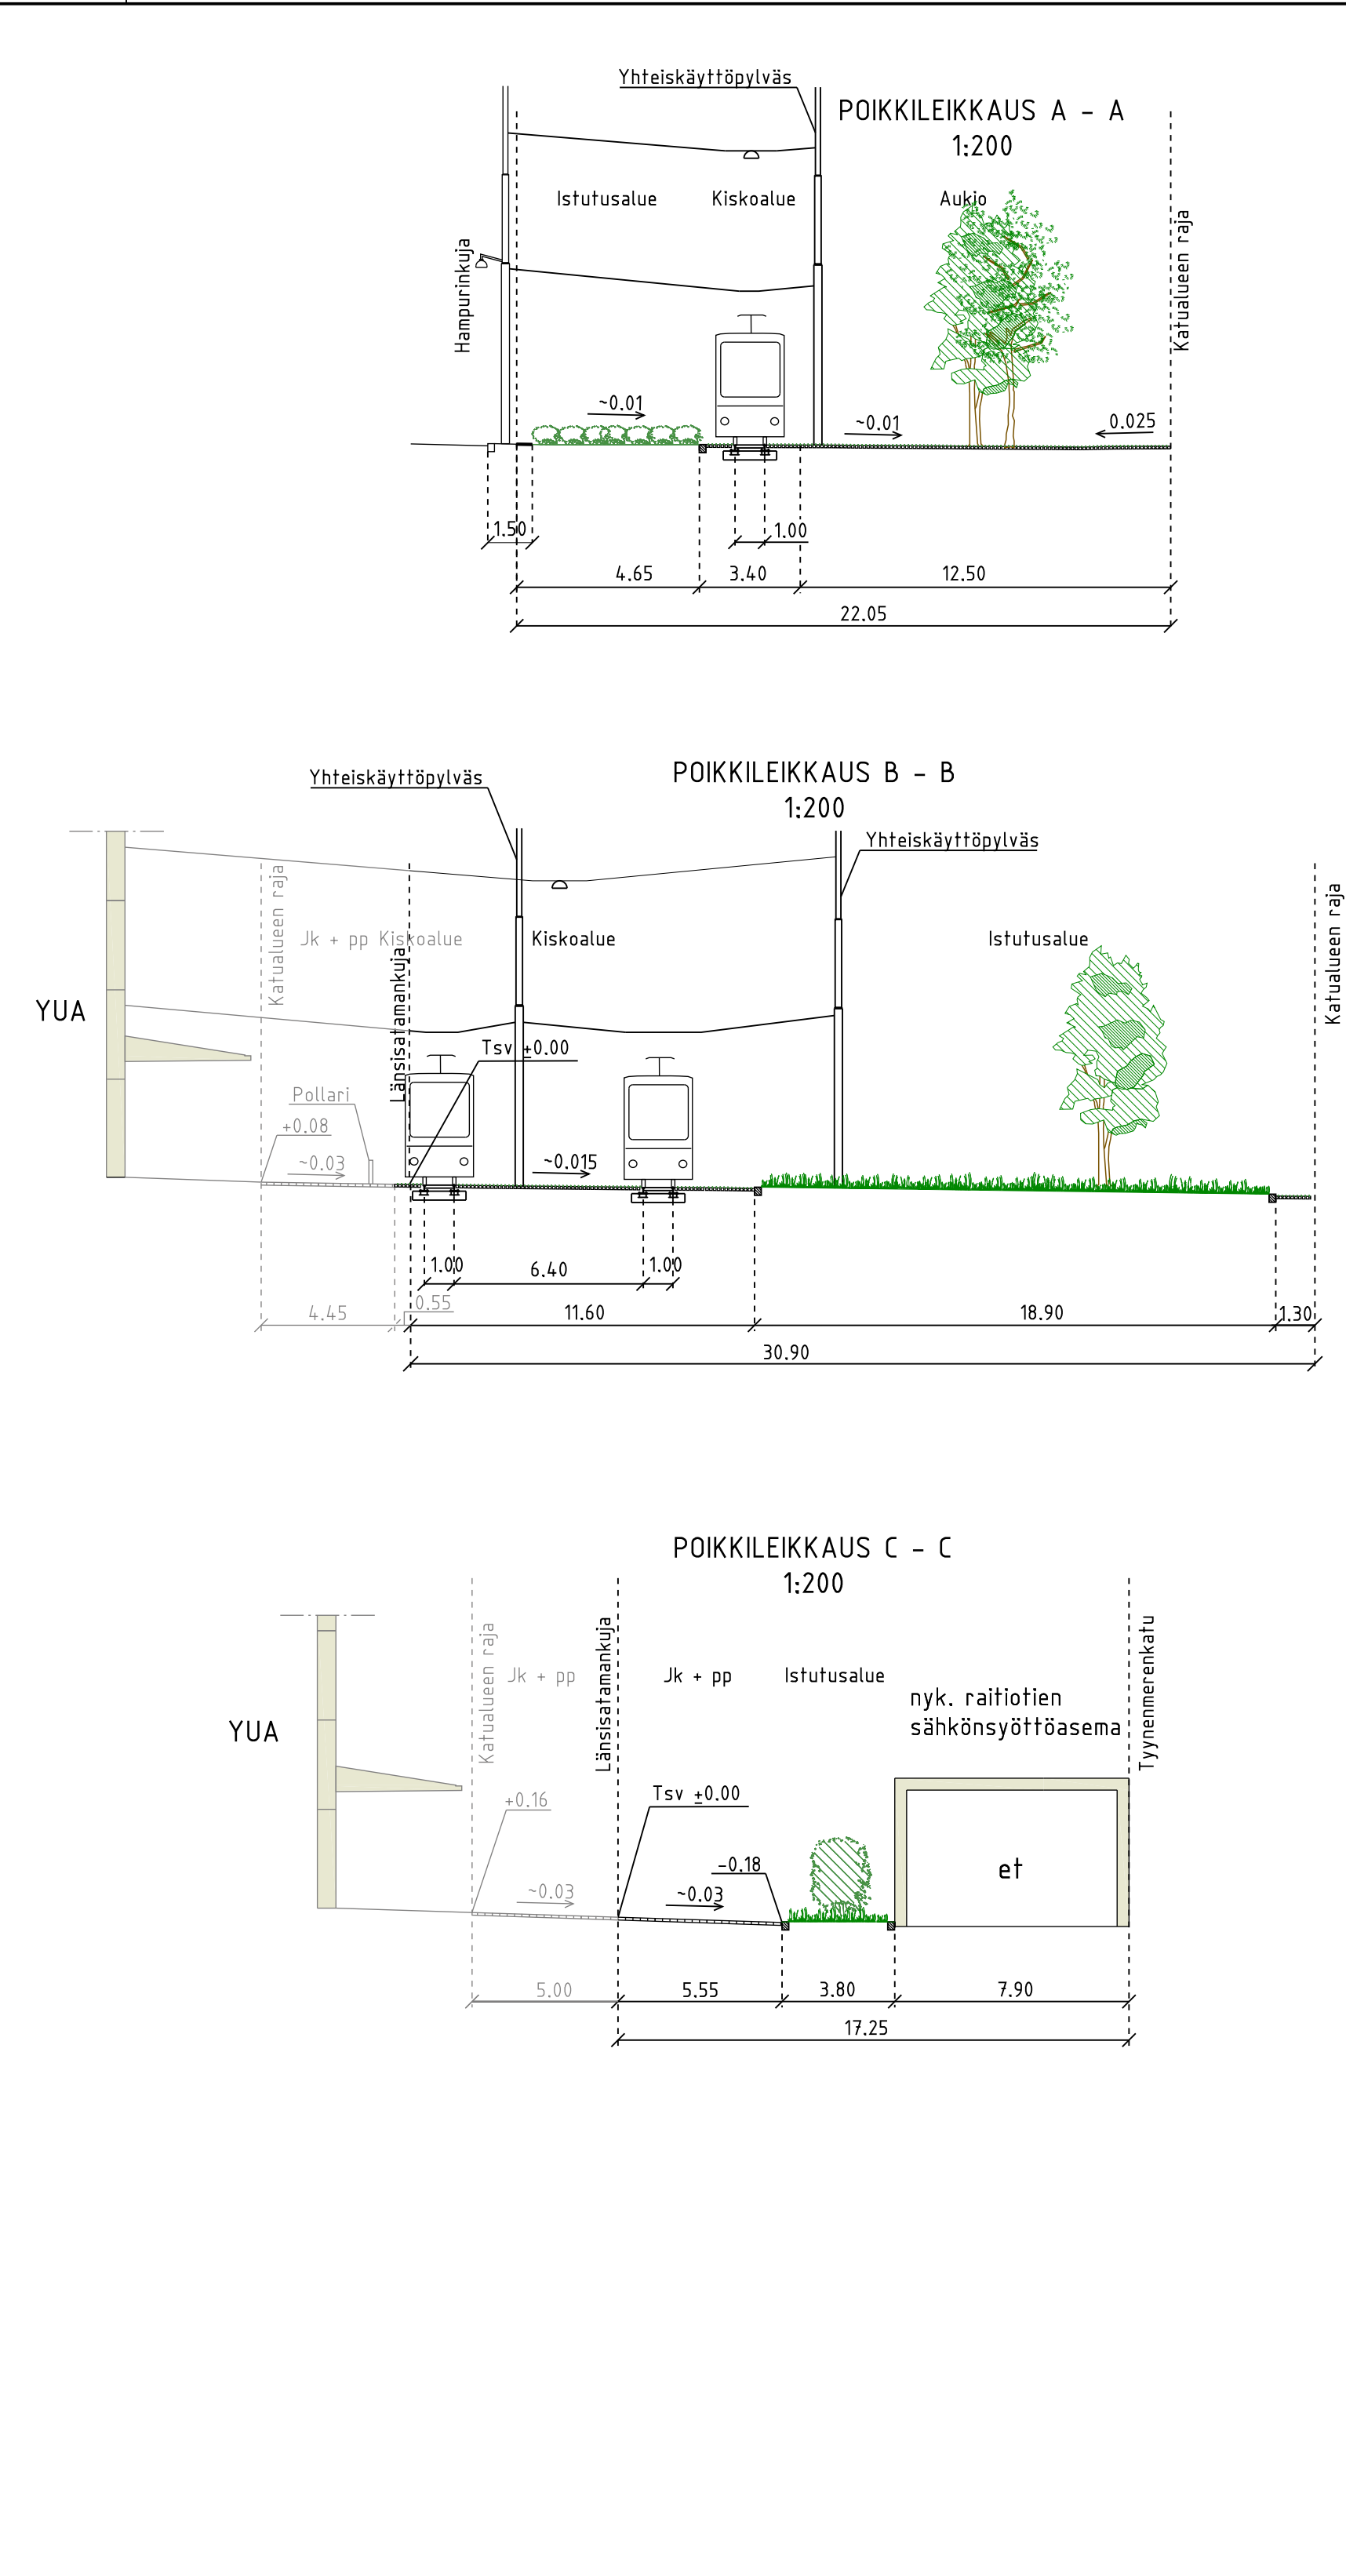 Yhteiskäyttöpylväs
POIKKILEIKKAUS A - A
1:200
Istutusalue
Kiskoalue
Aukio
Hampurinkuja
Katualueen raja
~0.01
~0.01
0.025
1.50
1.00
4.65
3.40
12.50
22.05
POIKKILEIKKAUS B - B
1:200
Yhteiskäyttöpylväs
Yhteiskäyttöpylväs
Katualueen raja
Jk + pp Kiskoalue
Kiskoalue
Istutusalue
Katualueen raja
Länsisatamankuja
YUA
Tsv ±0.00
Pollari
+0.08
~0.03
~0.015
1.00
6.40
1.00
0.55
4.45
11.60
18.90
1.30
30.90
POIKKILEIKKAUS C - C
1:200
Katualueen raja
Länsisatamankuja
Tyynenmerenkatu
Jk + pp
Jk + pp
Istutusalue
nyk. raitiotien
sähkönsyöttöasema
YUA
+0.16
Tsv ±0.00
-0.18
~0.03
~0.03
et
5.00
5.55
3.80
7.90
17.25